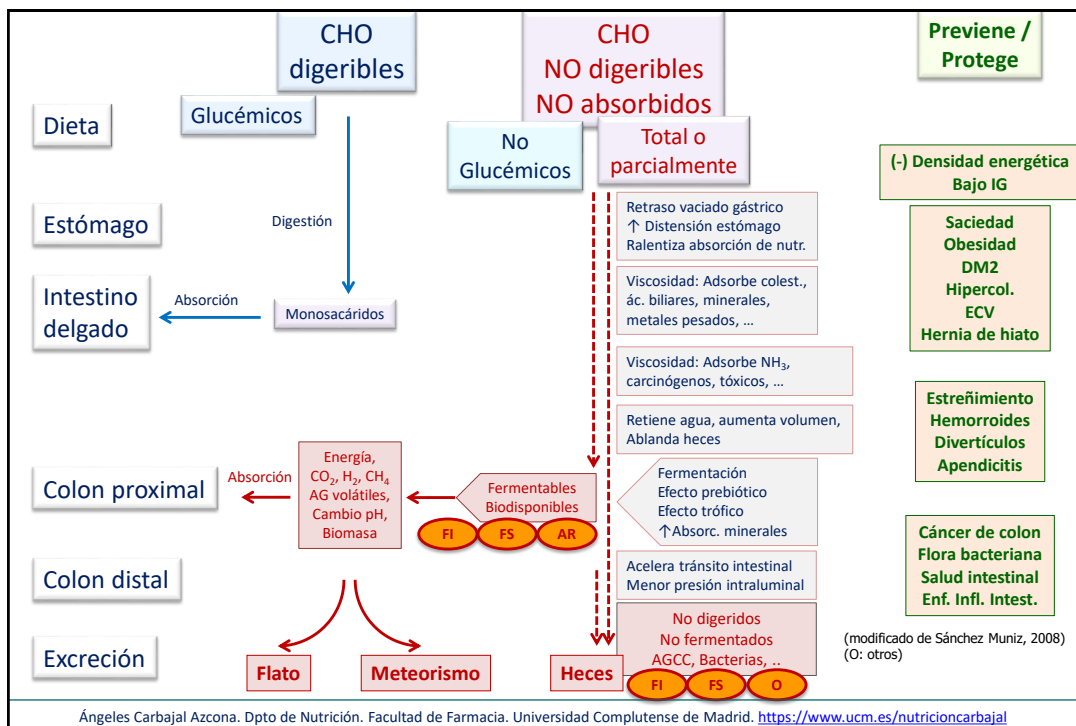 CHO
digeribles
CHO
NO digeribles
NO absorbidos
Previene /
Protege
Dieta
Glucémicos
No
Glucémicos
Total o
parcialmente
(-) Densidad energética
Bajo IG
Estómago
Digestión
Retraso vaciado gástrico
↑ Distensión estómago
Ralentiza absorción de nutr.
Saciedad
Obesidad
DM2
Hipercol.
ECV
Hernia de hiato
Intestino
delgado
Absorción
Monosacáridos
Viscosidad: Adsorbe colest.,
ác. biliares, minerales,
metales pesados, …
Viscosidad: Adsorbe NH₃,
carcinógenos, tóxicos, …
Retiene agua, aumenta volumen,
Ablanda heces
Estreñimiento
Hemorroides
Divertículos
Apendicitis
Colon proximal
Absorción
Energía,
CO₂, H₂, CH₄
AG volátiles,
Cambio pH,
Biomasa
Fermentables
Biodisponibles
FI FS AR
Fermentación
Efecto prebiótico
Efecto trófico
↑Absorc. minerales
Cáncer de colon
Flora bacteriana
Salud intestinal
Enf. Infl. Intest.
Colon distal
Acelera tránsito intestinal
Menor presión intraluminal
Excreción
Flato
Meteorismo
Heces
No digeridos
No fermentados
AGCC, Bacterias, ..
FI FS O
(modificado de Sánchez Muniz, 2008)
(O: otros)
Ángeles Carbajal Azcona. Dpto de Nutrición. Facultad de Farmacia. Universidad Complutense de Madrid. https://www.ucm.es/nutricioncarbajal